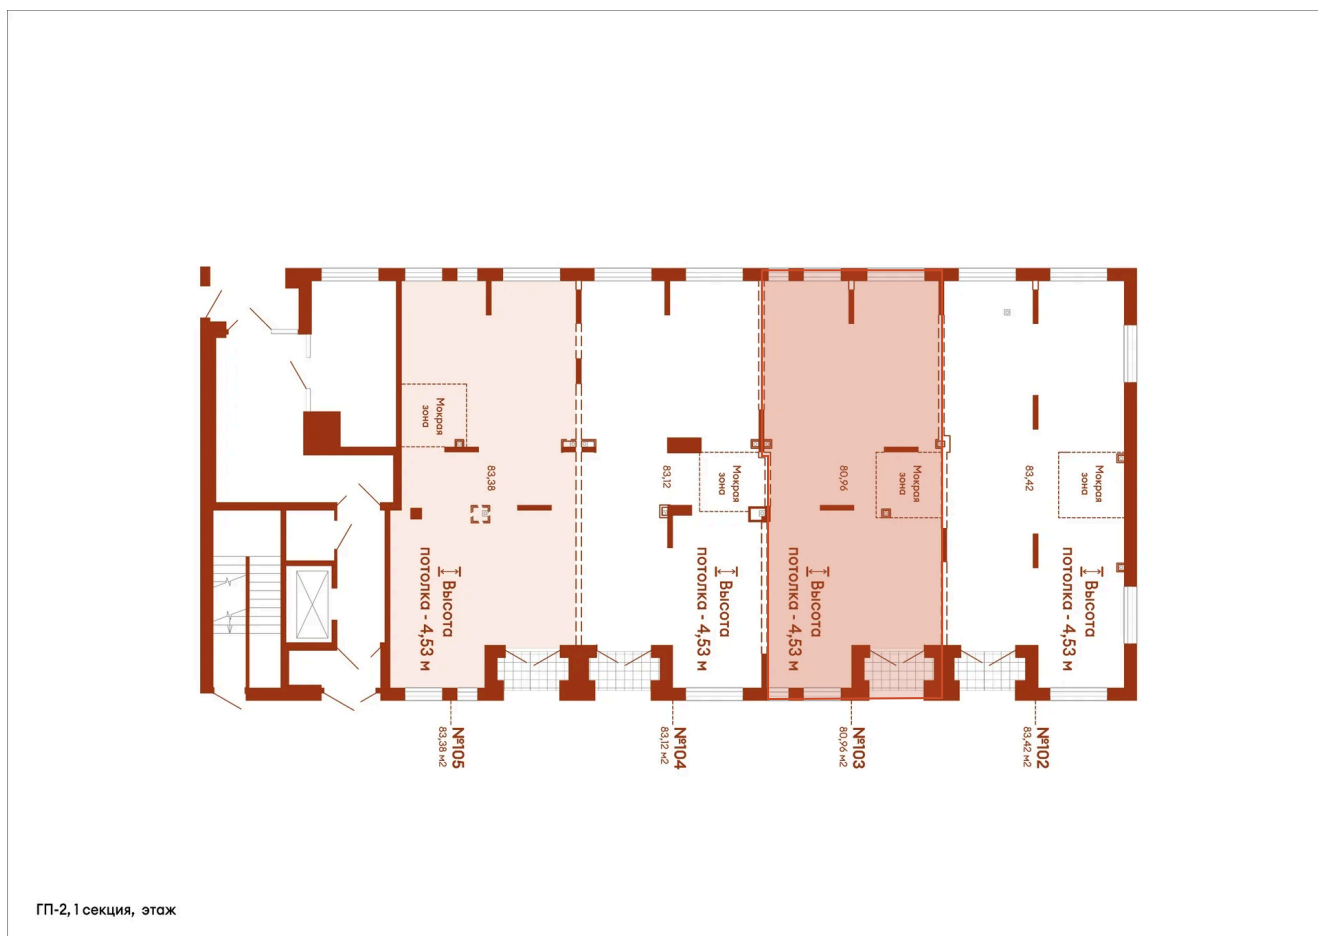 Мокрая
зона
83,38
Высота
потолка - 4,53 м
83,12
Мокрая
зона
Высота
потолка - 4,53 м
80,96
Мокрая
зона
Высота
потолка - 4,53 м
83,42
Мокрая
зона
Высота
потолка - 4,53 м
№105
83,38 м2
№104
83,12 м2
№103
80,96 м2
№102
83,42 м2
ГП-2, 1 секция, этаж